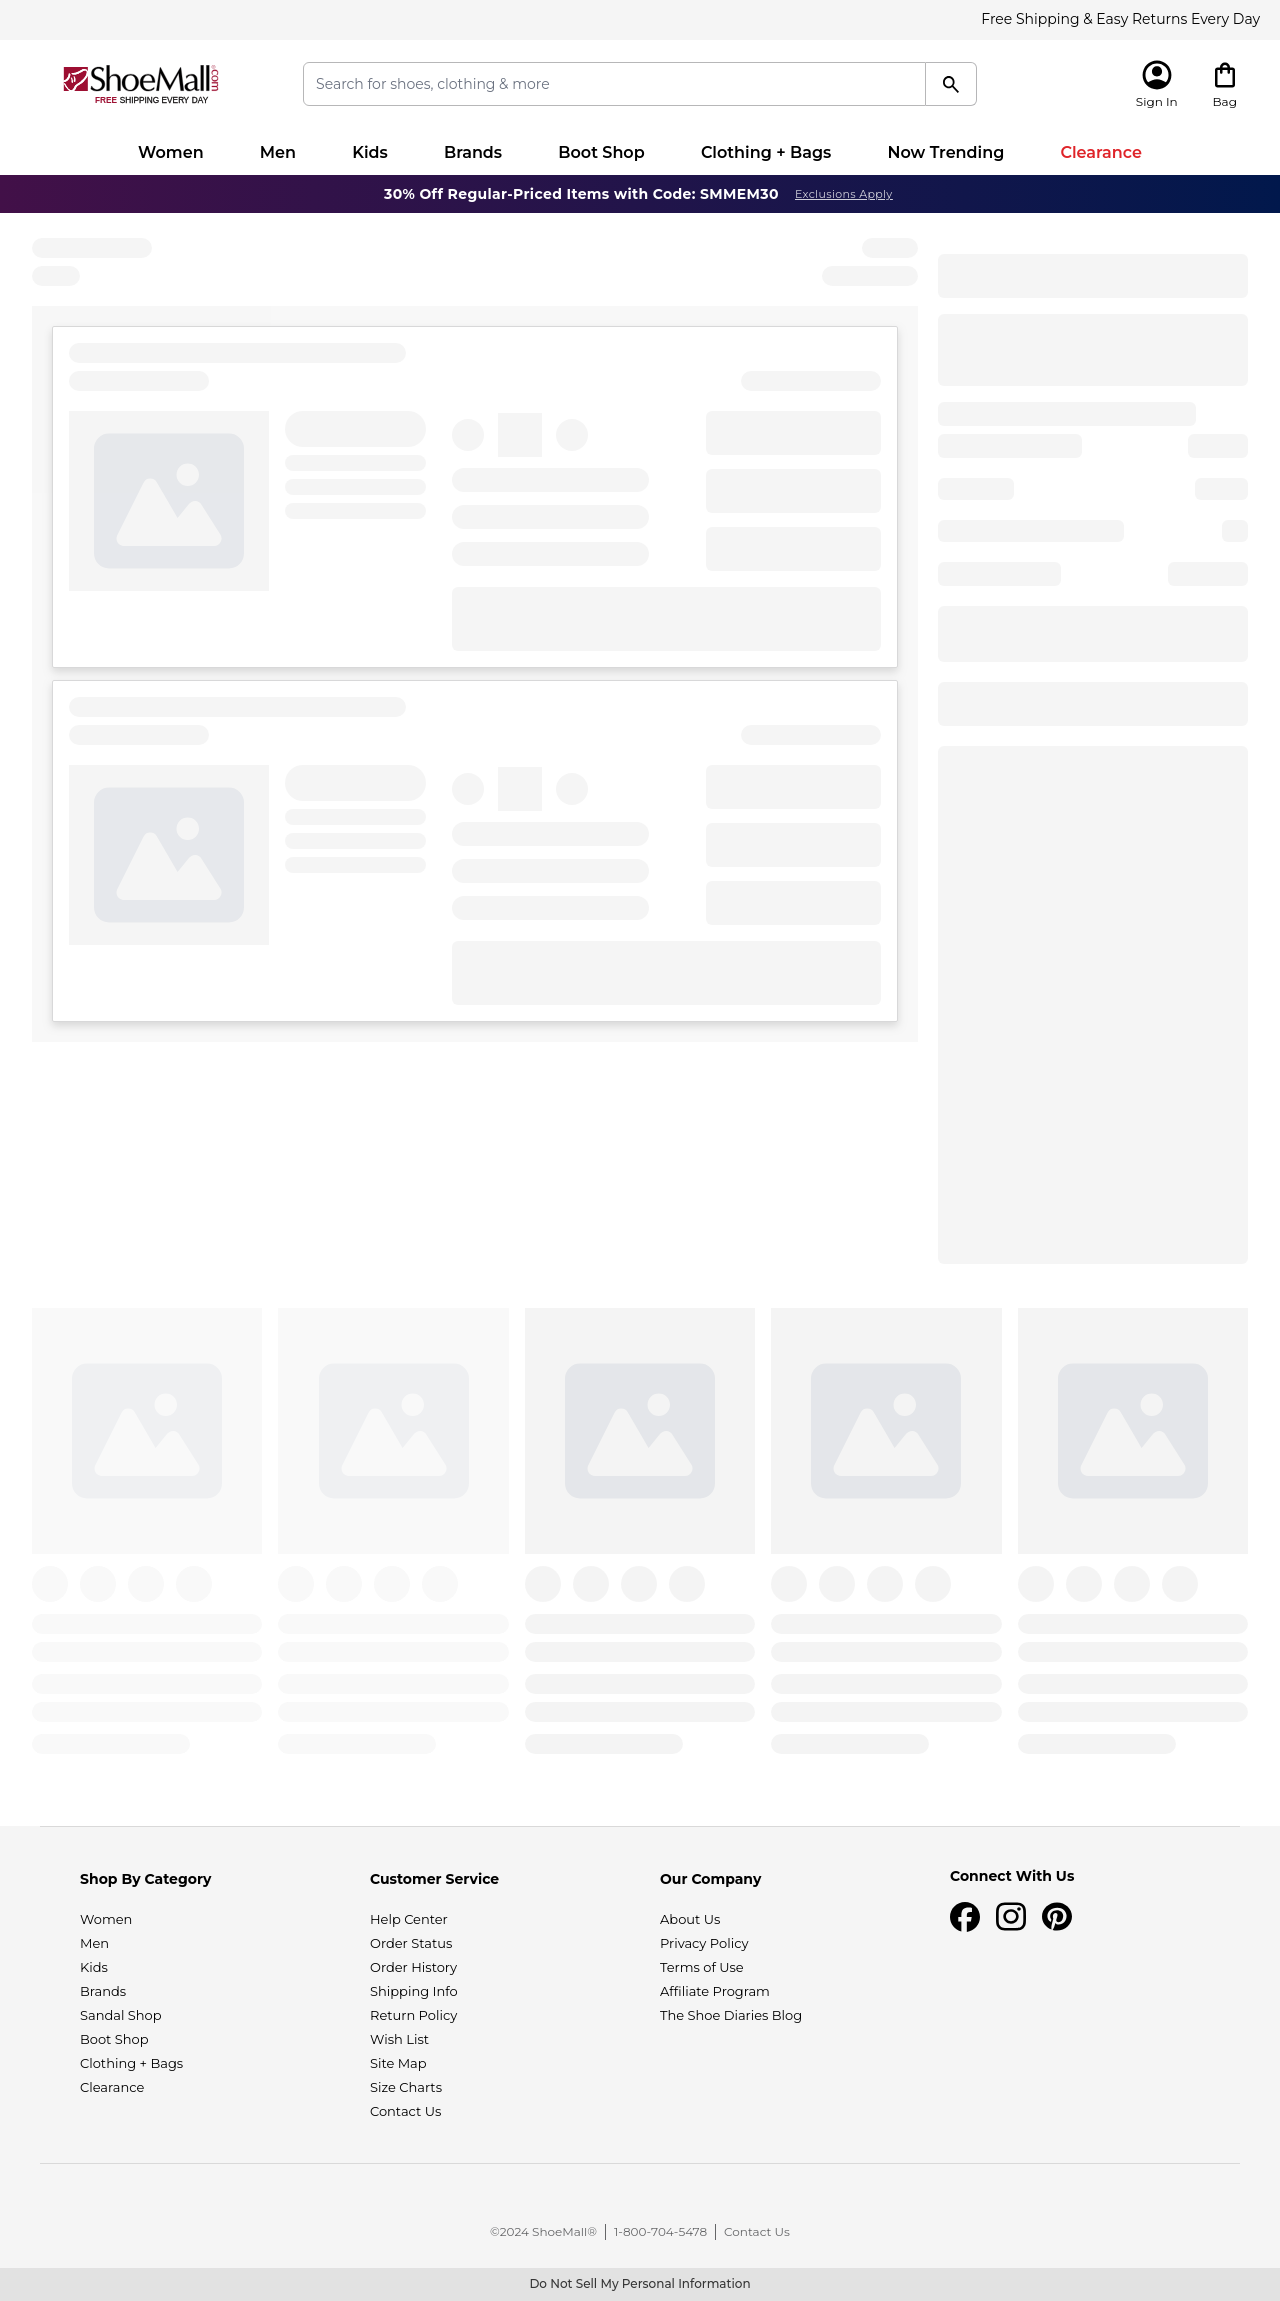 Free Shipping & Easy Returns Every Day
ShoeMall.com®
FREE SHIPPING EVERY DAY
Search for shoes, clothing & more
Sign In
Bag
Women Men Kids Brands Boot Shop Clothing + Bags Now Trending Clearance
30% Off Regular-Priced Items with Code: SMMEM30 Exclusions Apply
Shop By Category
Women
Men
Kids
Brands
Sandal Shop
Boot Shop
Clothing + Bags
Clearance
Customer Service
Help Center
Order Status
Order History
Shipping Info
Return Policy
Wish List
Site Map
Size Charts
Contact Us
Our Company
About Us
Privacy Policy
Terms of Use
Affiliate Program
The Shoe Diaries Blog
Connect With Us
©2024 ShoeMall® | 1-800-704-5478 | Contact Us
Do Not Sell My Personal Information